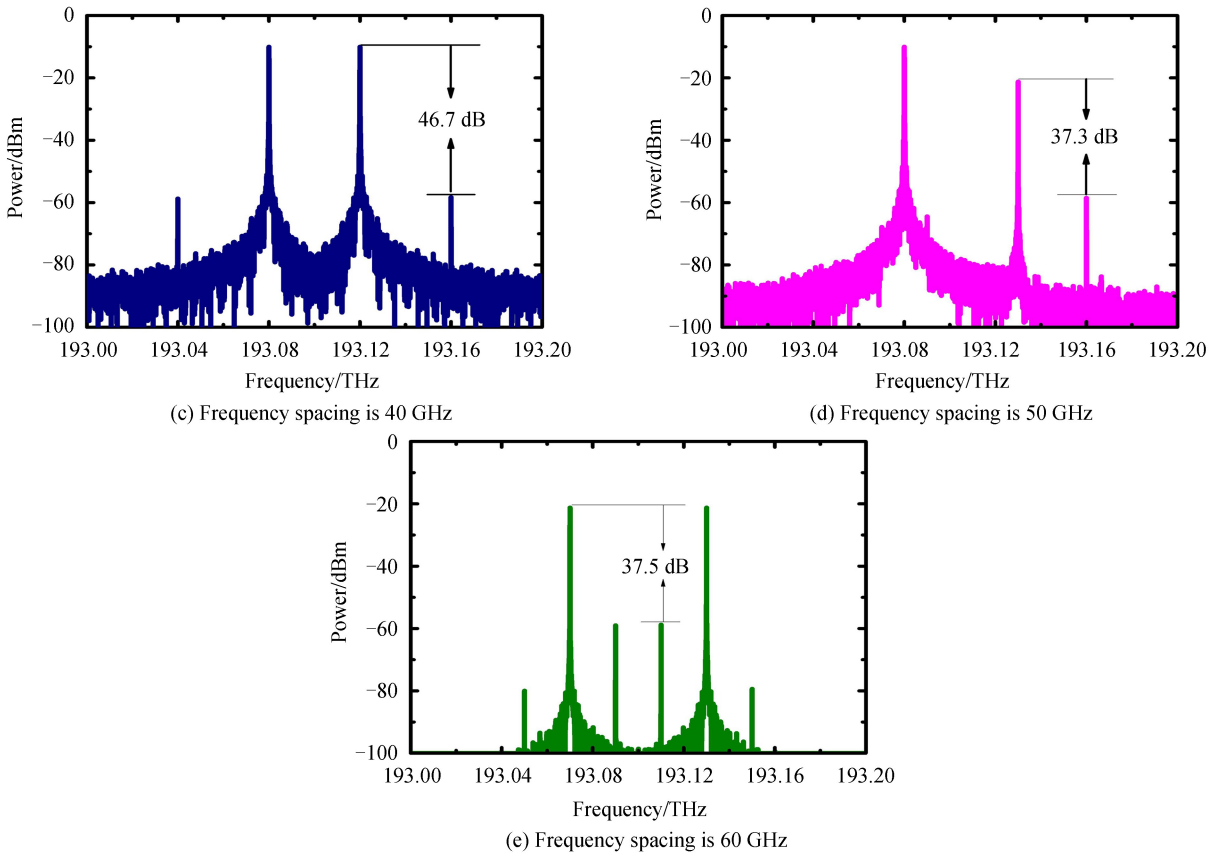 0
−20
−40
−60
−80
−100
Power/dBm
46.7 dB
193.00 193.04 193.08 193.12 193.16 193.20
Frequency/THz
(c) Frequency spacing is 40 GHz
0
−20
−40
−60
−80
−100
Power/dBm
37.3 dB
193.00 193.04 193.08 193.12 193.16 193.20
Frequency/THz
(d) Frequency spacing is 50 GHz
0
−20
−40
−60
−80
−100
Power/dBm
37.5 dB
193.00 193.04 193.08 193.12 193.16 193.20
Frequency/THz
(e) Frequency spacing is 60 GHz